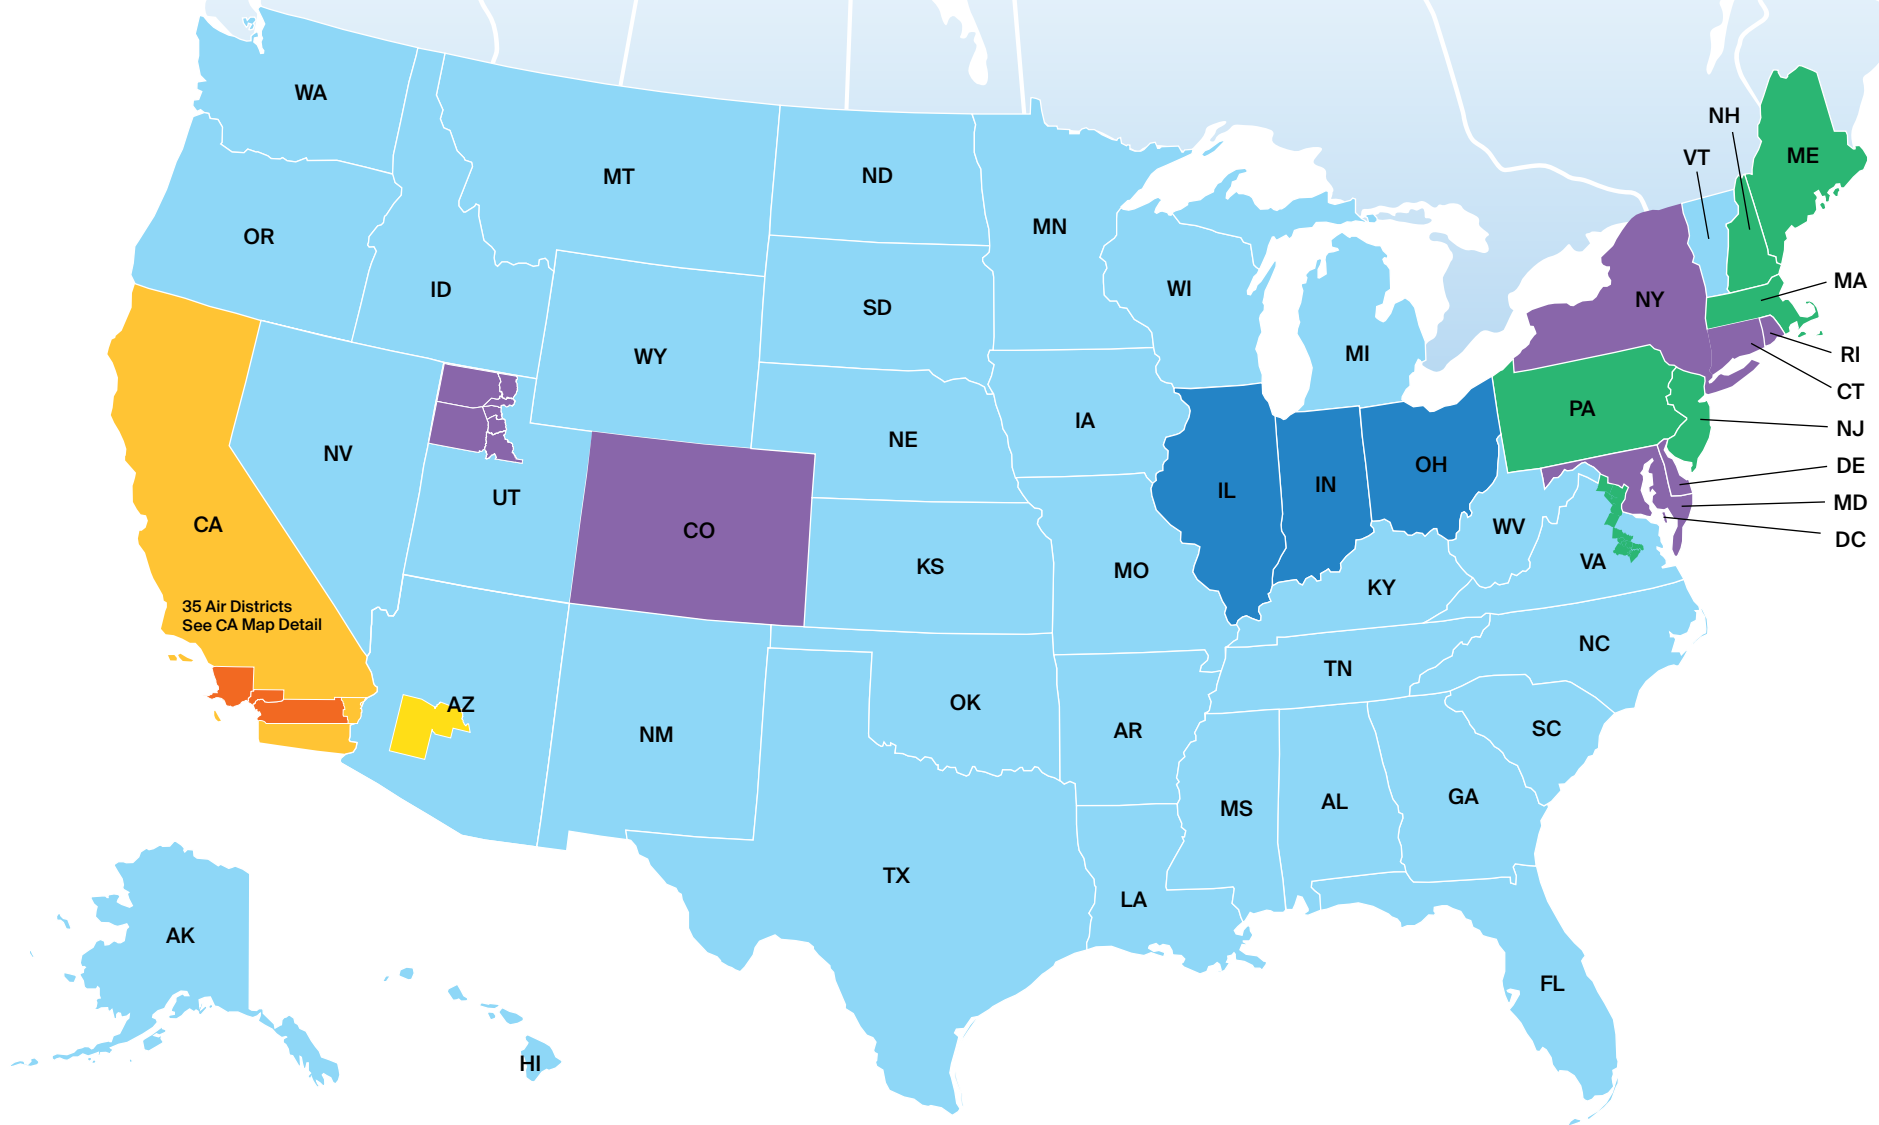 NH
WA
VT
ME
MT
ND
MN
OR
MA
ID
WI
NY
SD
MI
RI
WY
CT
PA
IA
NJ
NE
NV
OH
DE
IL
IN
UT
MD
CA
WV
CO
DC
VA
KS
MO
KY
35 Air Districts
See CA Map Detail
NC
TN
OK
AZ
SC
AR
NM
GA
AL
MS
TX
LA
AK
FL
HI